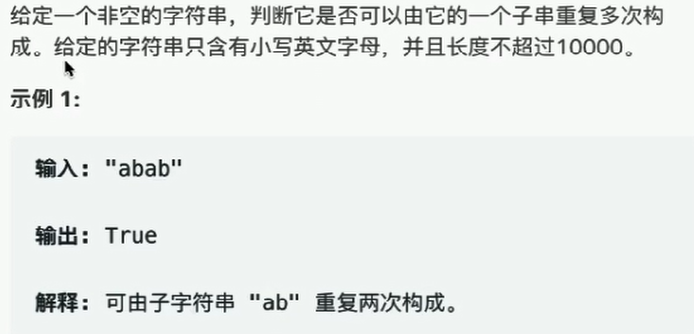 给定一个非空的字符串，判断它是否可以由它的一个子串重复多次构
成。给定的字符串只含有小写英文字母，并且长度不超过10000。
示例 1:
输入: "abab"
输出: True
解释: 可由子字符串 "ab" 重复两次构成。